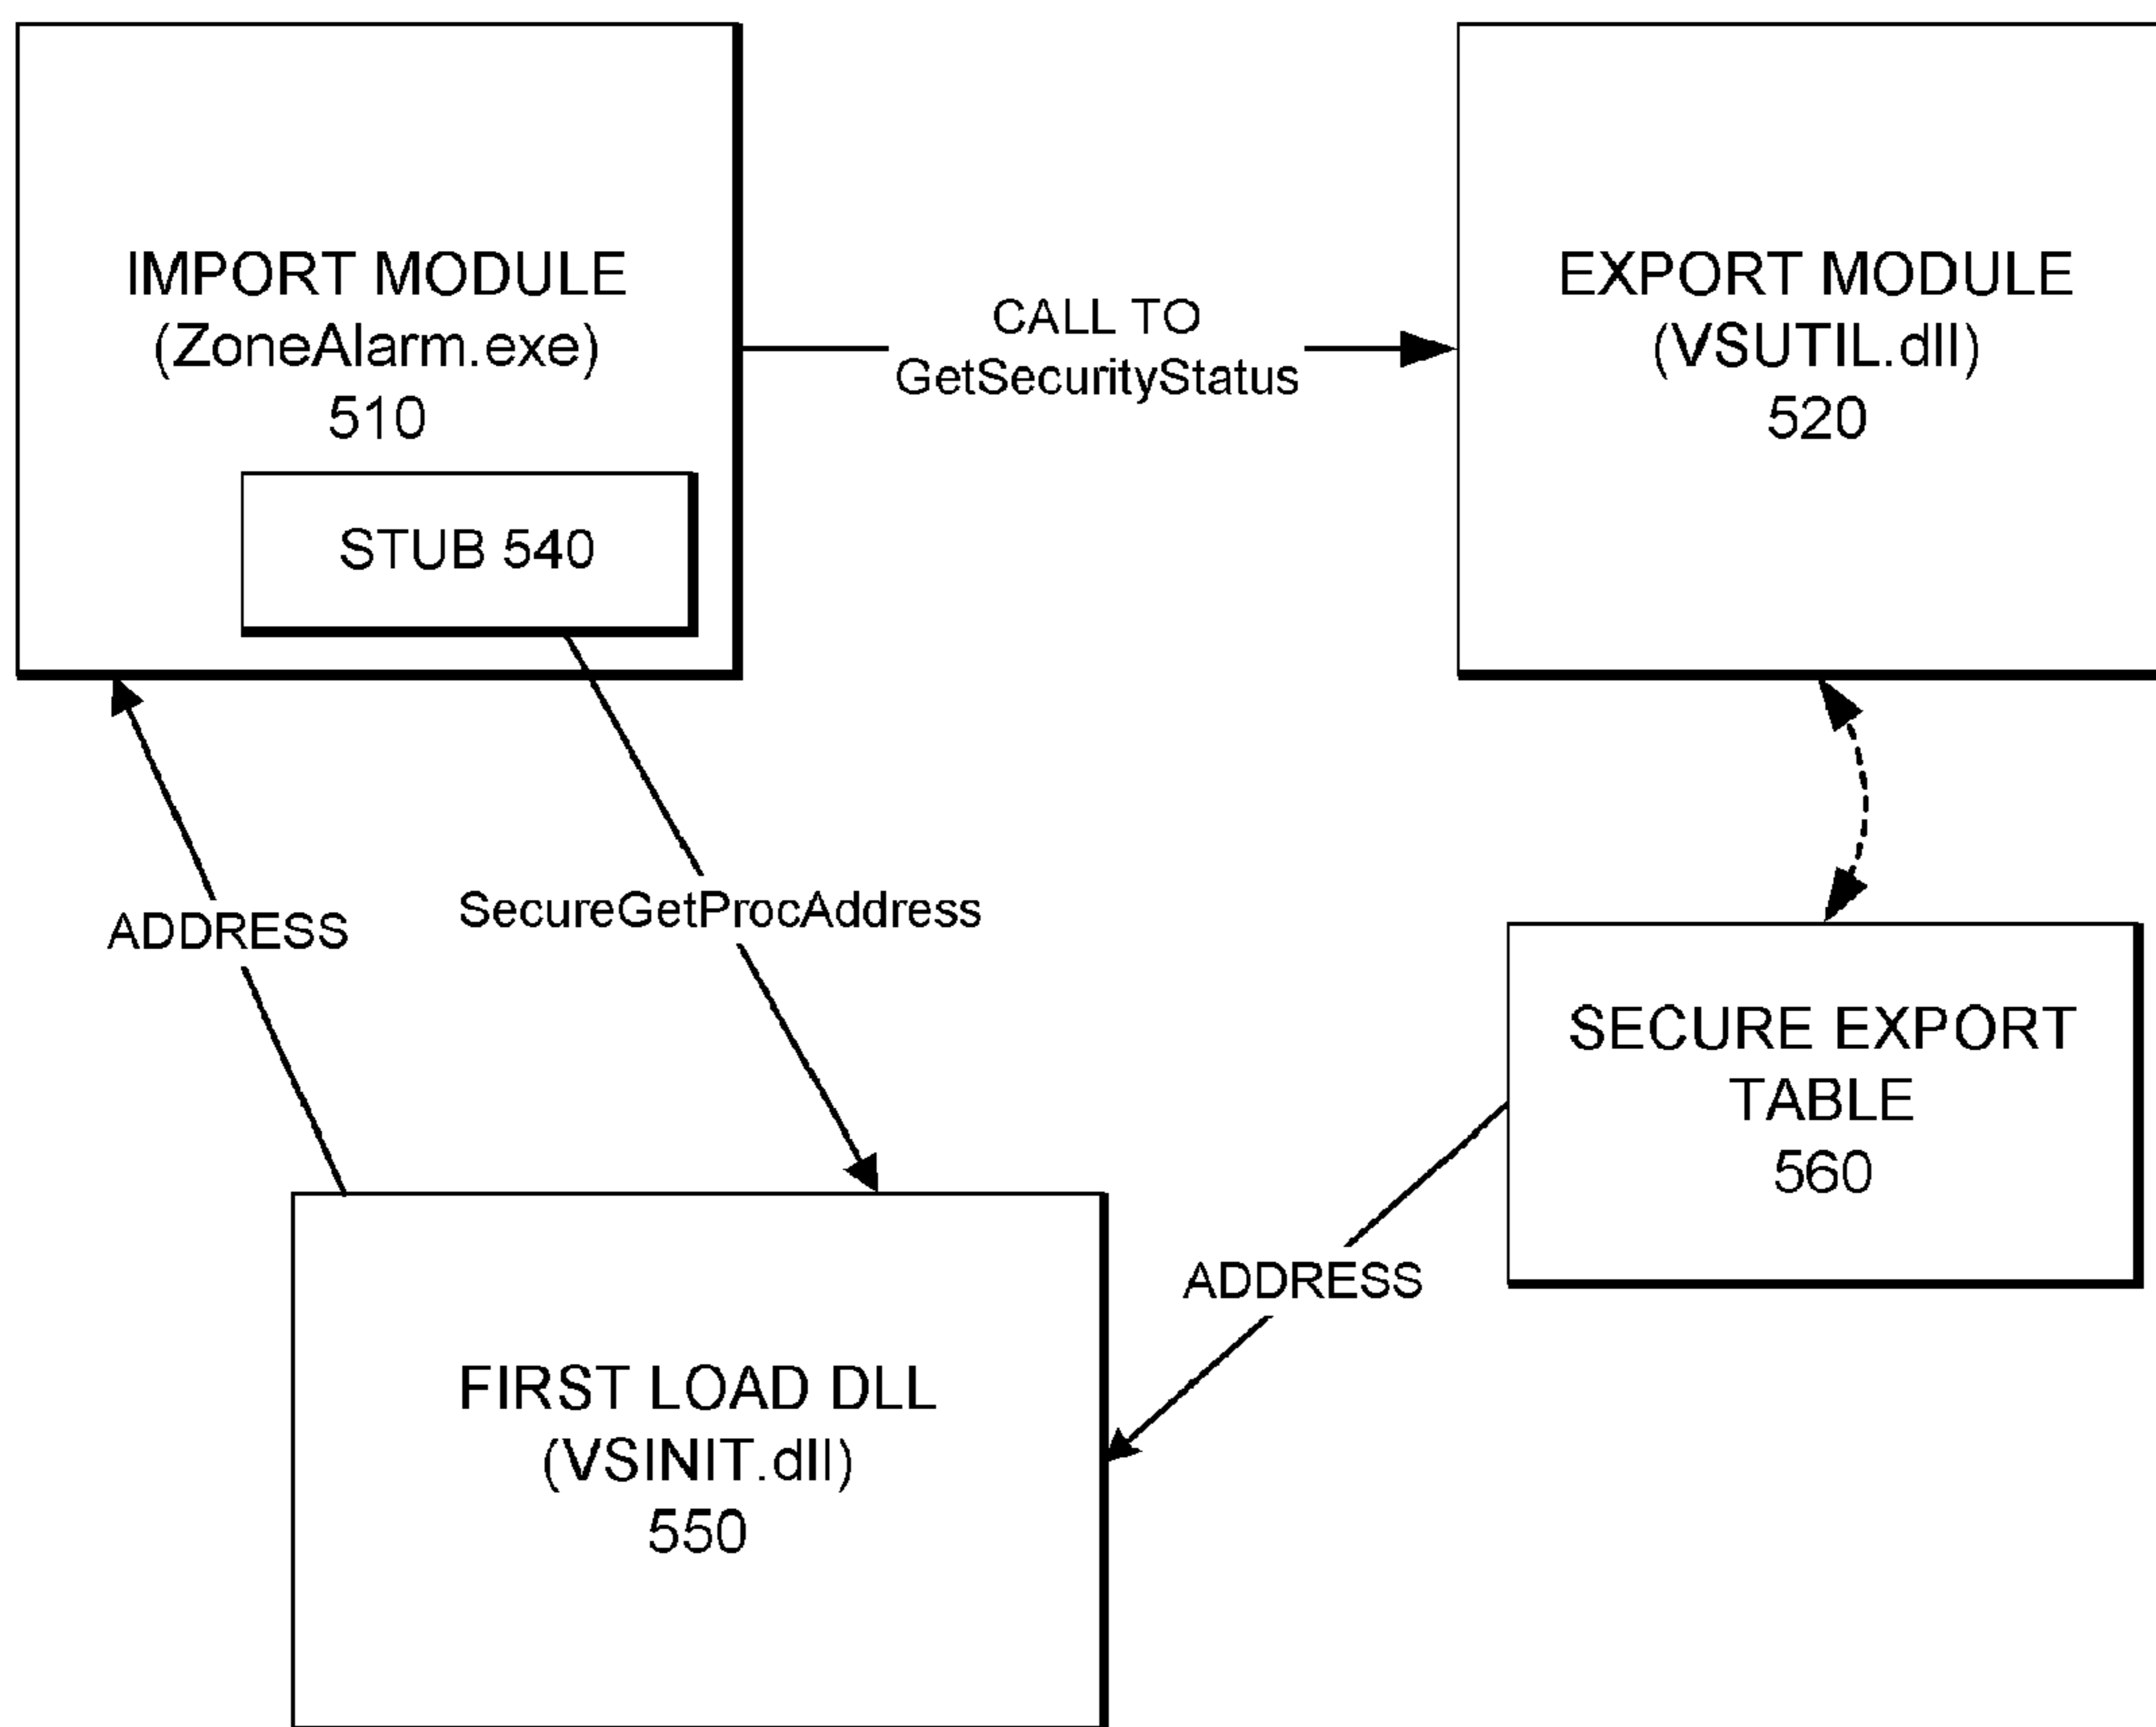 IMPORT MODULE
(ZoneAlarm.exe)
510
STUB 540
CALL TO
GetSecurityStatus
EXPORT MODULE
(VSUTIL.dll)
520
ADDRESS
SecureGetProcAddress
SECURE EXPORT
TABLE
560
ADDRESS
FIRST LOAD DLL
(VSINIT.dll)
550